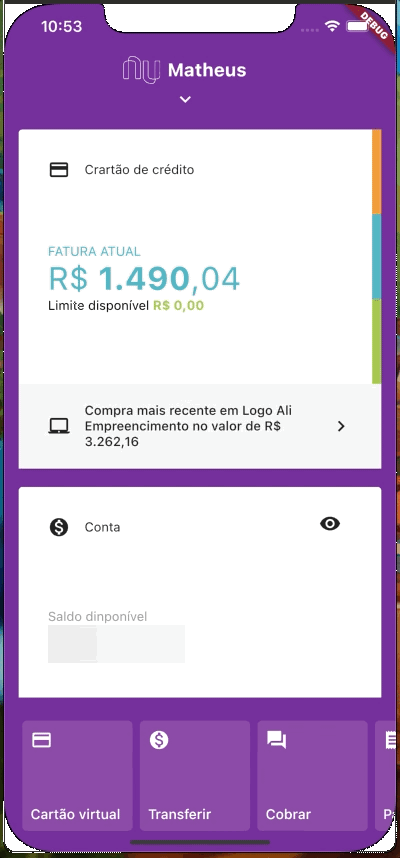 10:53
DEBUG
nu Matheus
Crartão de crédito
FATURA ATUAL
R$ 1.490,04
Limite disponível R$ 0,00
Compra mais recente em Logo Ali
Empreencimento no valor de R$
3.262,16
Conta
Saldo dinponível
Cartão virtual
Transferir
Cobrar